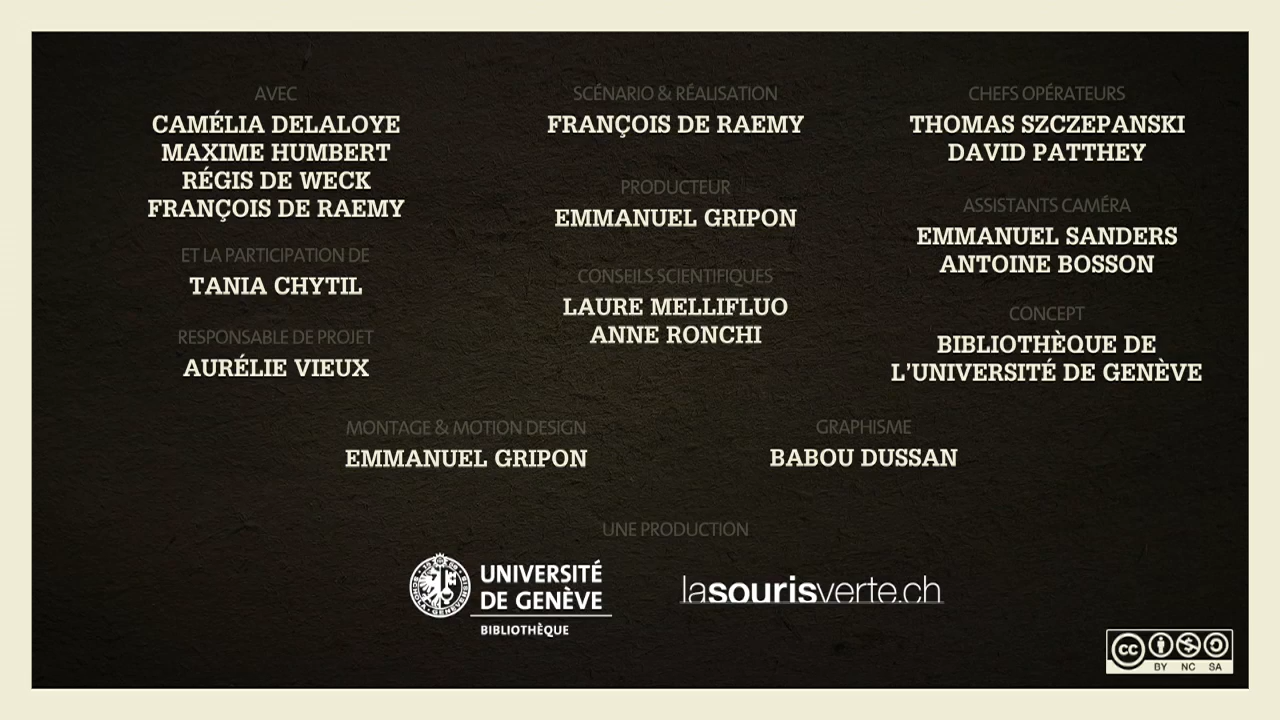 AVEC
CAMÉLIA DELALOYE
MAXIME HUMBERT
RÉGIS DE WECK
FRANÇOIS DE RAEMY
ET LA PARTICIPATION DE
TANIA CHYTIL
RESPONSABLE DE PROJET
AURÉLIE VIEUX
SCÉNARIO & RÉALISATION
FRANÇOIS DE RAEMY
PRODUCTEUR
EMMANUEL GRIPON
CONSEILS SCIENTIFIQUES
LAURE MELLIFLUO
ANNE RONCHI
CHEFS OPÉRATEURS
THOMAS SZCZEPANSKI
DAVID PATTHEY
ASSISTANTS CAMÉRA
EMMANUEL SANDERS
ANTOINE BOSSON
CONCEPT
BIBLIOTHÈQUE DE
L'UNIVERSITÉ DE GENÈVE
MONTAGE & MOTION DESIGN
EMMANUEL GRIPON
GRAPHISME
BABOU DUSSAN
UNE PRODUCTION
UNIVERSITÉ
DE GENÈVE
BIBLIOTHÈQUE
lasourisverte.ch
cc
BY NC SA